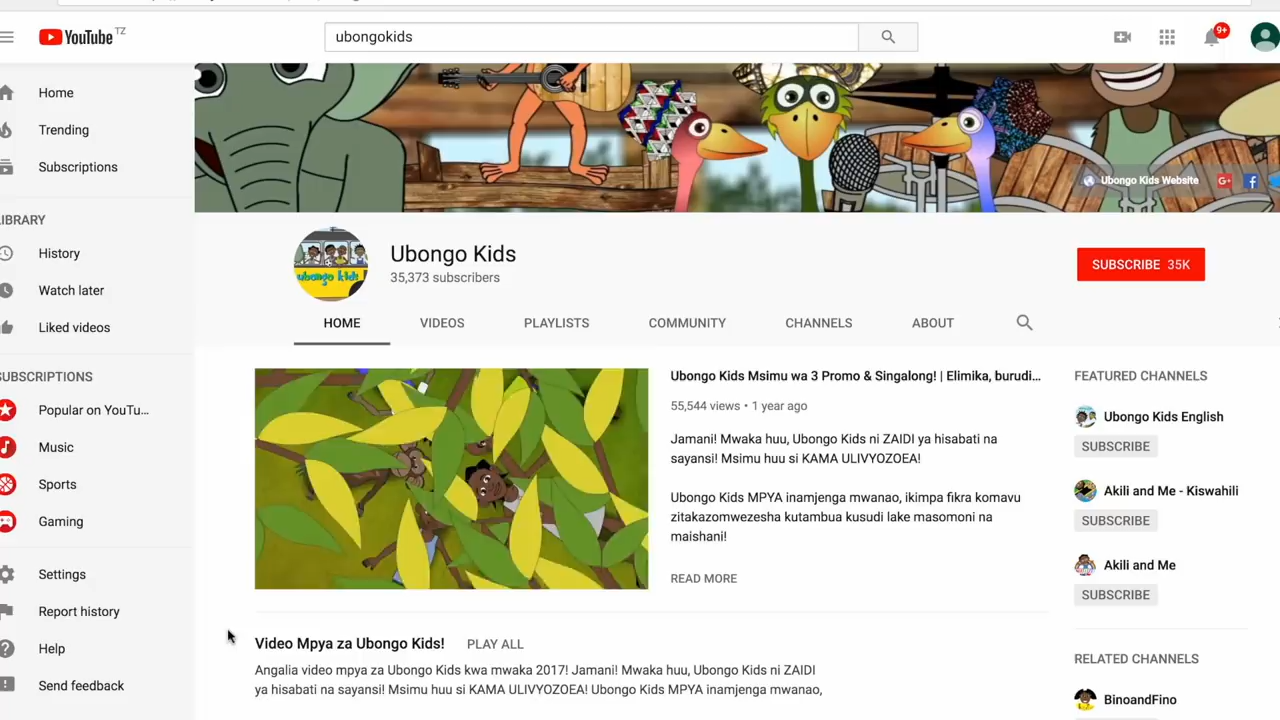 YouTube TZ
ubongokids
9+
Home
Trending
Subscriptions
LIBRARY
History
Watch later
Liked videos
SUBSCRIPTIONS
Popular on YouTu...
Music
Sports
Gaming
Settings
Report history
Help
Send feedback
Ubongo Kids Website
ubongo kids
Ubongo Kids
35,373 subscribers
SUBSCRIBE 35K
HOME
VIDEOS
PLAYLISTS
COMMUNITY
CHANNELS
ABOUT
Ubongo Kids Msimu wa 3 Promo & Singalong! | Elimika, burudi...
55,544 views • 1 year ago
Jamani! Mwaka huu, Ubongo Kids ni ZAIDI ya hisabati na
sayansi! Msimu huu si KAMA ULIVYOZOEA!
Ubongo Kids MPYA inamjenga mwanao, ikimpa fikra komavu
zitakazomwezesha kutambua kusudi lake masomoni na
maishani!
READ MORE
Video Mpya za Ubongo Kids! PLAY ALL
Angalia video mpya za Ubongo Kids kwa mwaka 2017! Jamani! Mwaka huu, Ubongo Kids ni ZAIDI
ya hisabati na sayansi! Msimu huu si KAMA ULIVYOZOEA! Ubongo Kids MPYA inamjenga mwanao,
FEATURED CHANNELS
Ubongo Kids English
SUBSCRIBE
Akili and Me - Kiswahili
SUBSCRIBE
Akili and Me
SUBSCRIBE
RELATED CHANNELS
BinoandFino